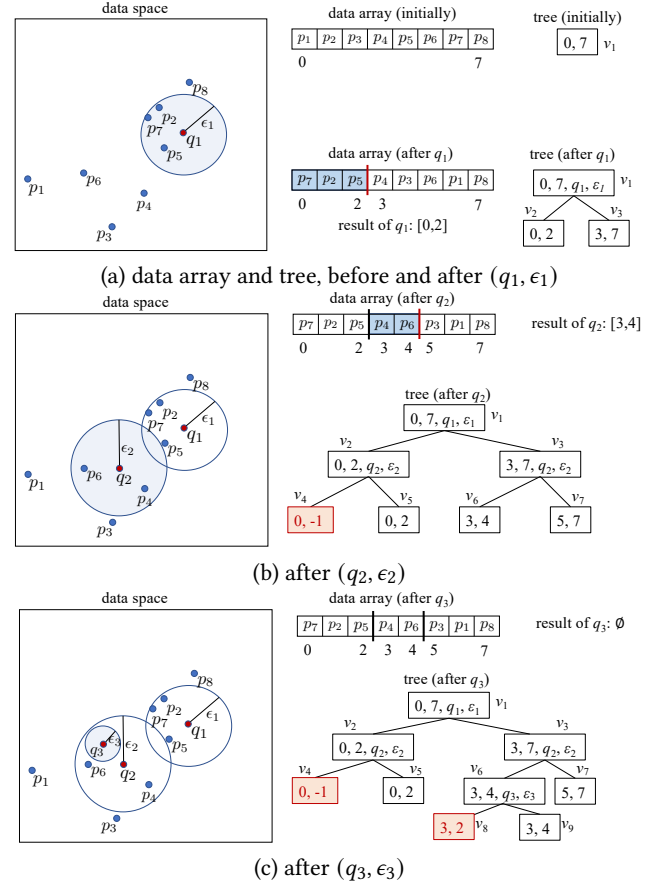 data space
data array (initially)
tree (initially)
p1 p2 p3 p4 p5 p6 p7 p8
0 7
0, 7 v1
p8
p2
p7
ϵ1
q1
p5
p1
p6
p4
p3
data array (after q1)
tree (after q1)
p7 p2 p5 p4 p6 p3 p1 p8
0 2 3 7
result of q1: [0,2]
0, 7, q1, ε1 v1
v2 v3
0, 2 3, 7
(a) data array and tree, before and after (q1, ϵ1)
data space
data array (after q2)
p7 p2 p5 p4 p6 p3 p1 p8
result of q2: [3,4]
0 2 3 4 5 7
p8
p2
p7
ϵ1
q1
p5
ϵ2
p6
q2
p1
p4
p3
tree (after q2)
0, 7, q1, ε1 v1
v2 v3
0, 2, q2, ε2 3, 7, q2, ε2
v4 v5 v6 v7
0, -1 0, 2 3, 4 5, 7
(b) after (q2, ϵ2)
data space
data array (after q3)
p7 p2 p5 p4 p6 p3 p1 p8
result of q3: ∅
0 2 3 4 5 7
p8
p2
p7
ϵ1
q1
p5
ϵ3
ϵ2
q3
p6
q2
p1
p4
p3
tree (after q3)
0, 7, q1, ε1 v1
v2 v3
0, 2, q2, ε2 3, 7, q2, ε2
v4 v5 v6 v7
0, -1 0, 2 3, 4, q3, ε3 5, 7
3, 2 v8 3, 4 v9
(c) after (q3, ϵ3)